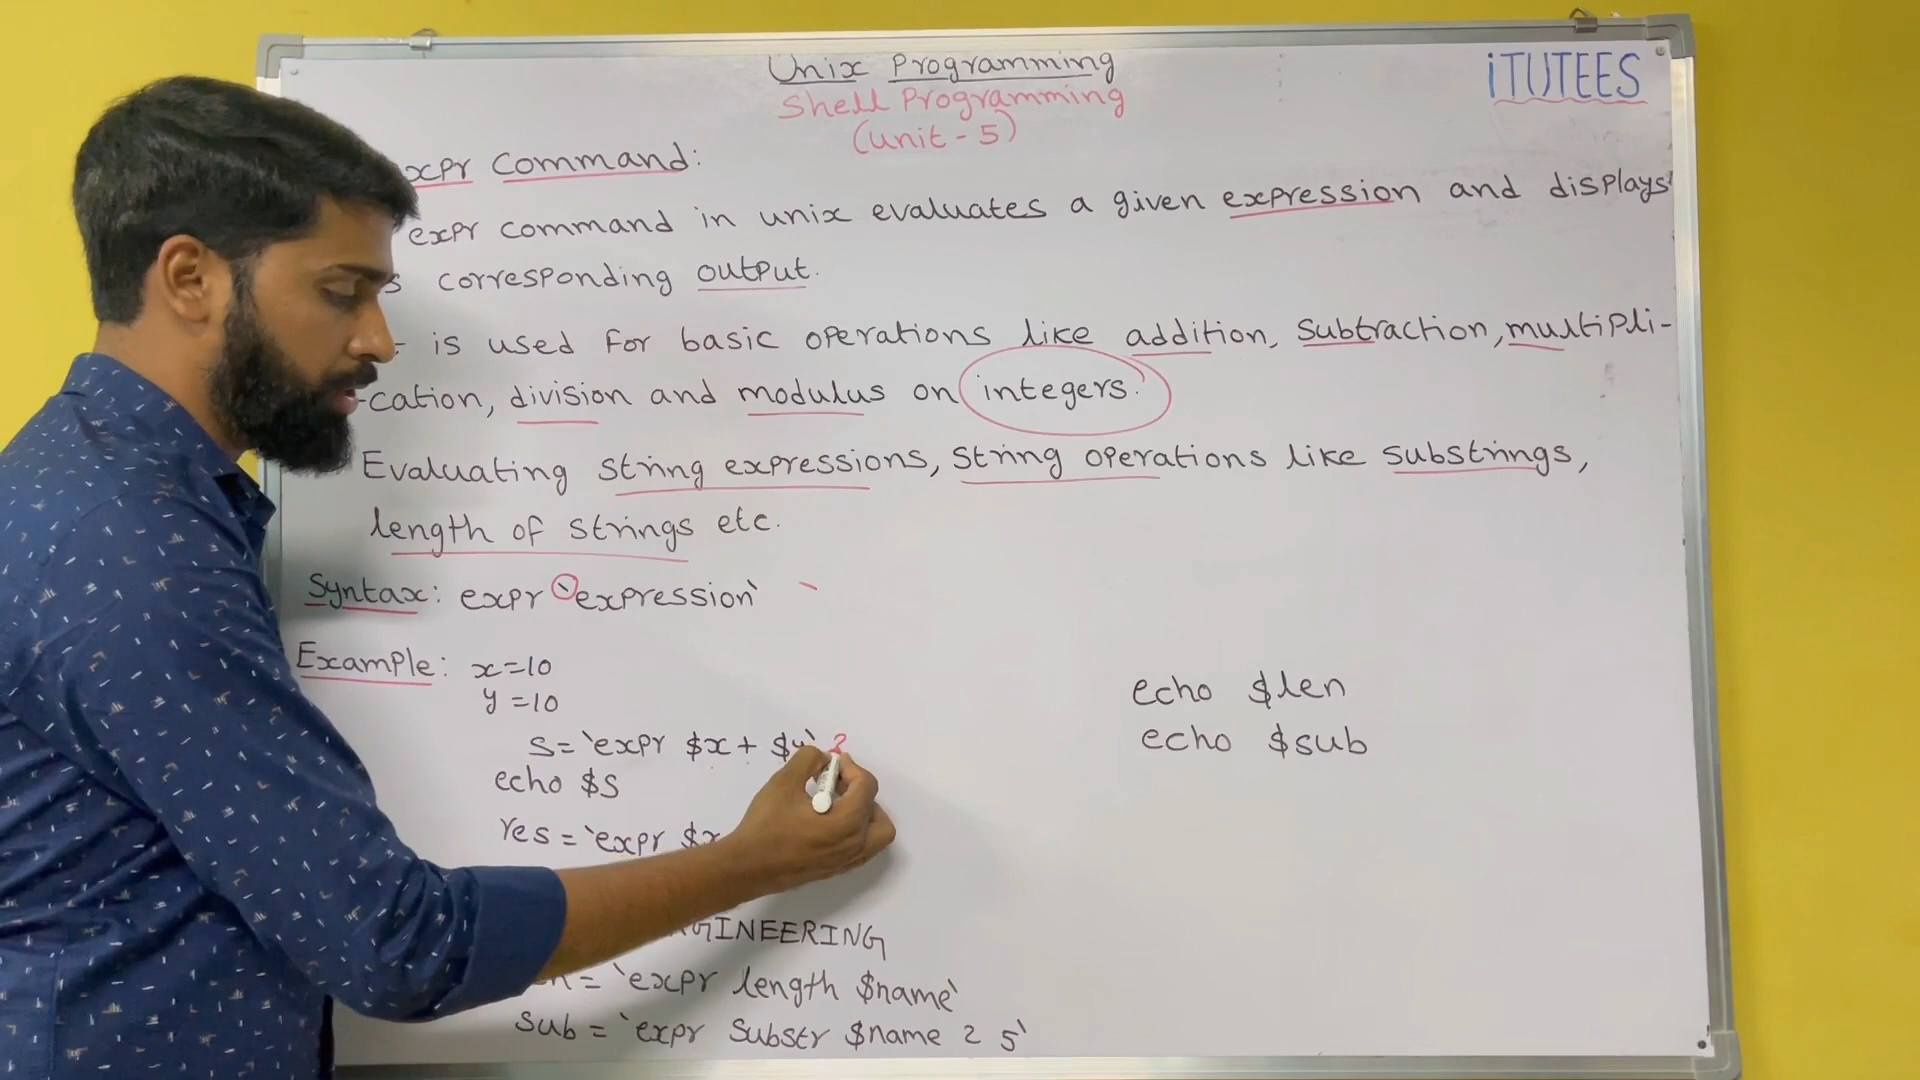 Unix Programming
iTUTEES
Shell Programming
(unit - 5)
xpr Command:
expr command in unix evaluates a given expression and displays
s corresponding output.
is used for basic operations like addition, subtraction, multipli-
-cation, division and modulus on integers.
Evaluating string expressions, string operations like substrings,
length of strings etc.
Syntax: expr `expression`
Example: x=10
y=10
s=`expr $x + $y`
echo $s
res = `expr $x
GINEERING
n = `expr length $name`
sub = `expr substr $name 2 5`
echo $len
echo $sub